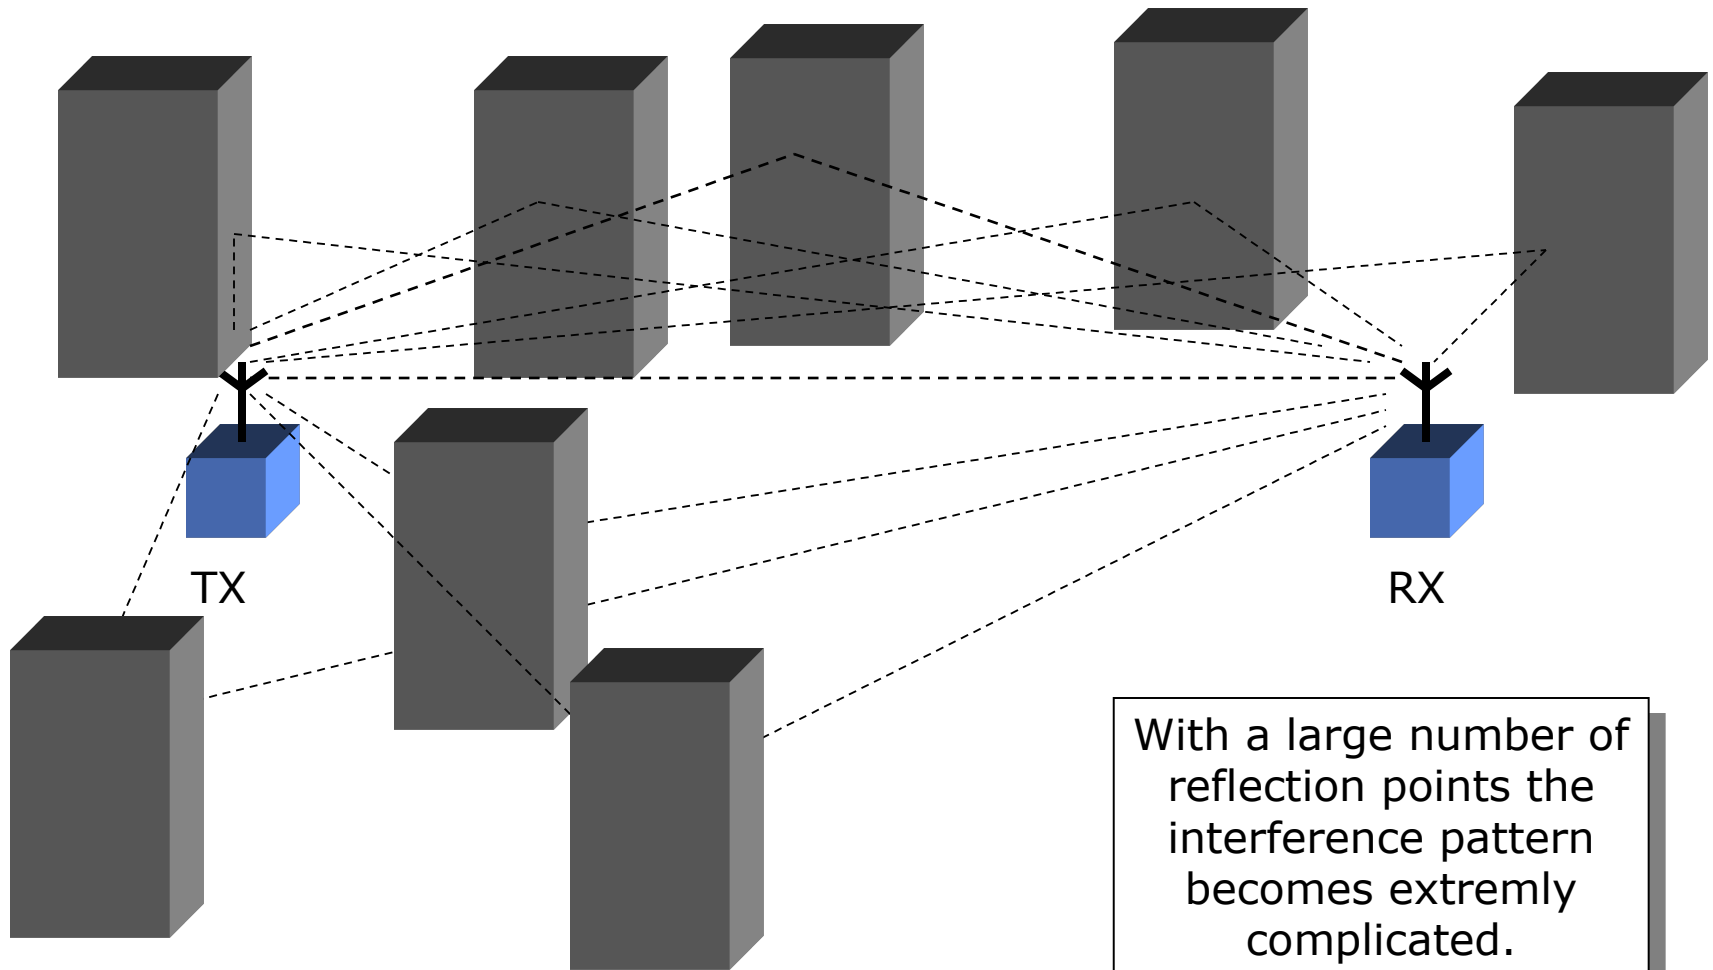 TX
RX
With a large number of
reflection points the
interference pattern
becomes extremly
complicated.